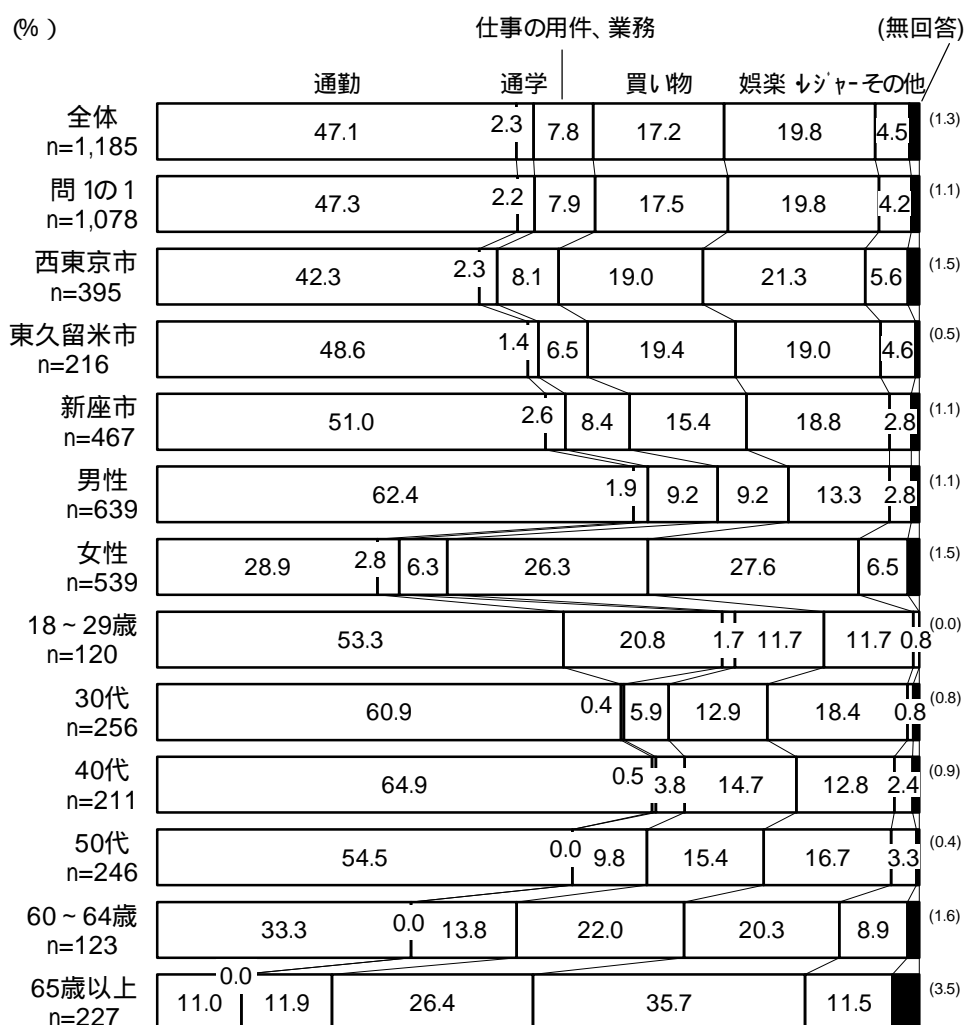 (%)
仕事の用件、業務 (無回答)
通勤 通学 買い物 娯楽・レジャー その他
全体 47.1 2.3 7.8 17.2 19.8 4.5 (1.3)
n=1,185
問1の1 47.3 2.2 7.9 17.5 19.8 4.2 (1.1)
n=1,078
西東京市 42.3 2.3 8.1 19.0 21.3 5.6 (1.5)
n=395
東久留米市 48.6 1.4 6.5 19.4 19.0 4.6 (0.5)
n=216
新座市 51.0 2.6 8.4 15.4 18.8 2.8 (1.1)
n=467
男性 62.4 1.9 9.2 9.2 13.3 2.8 (1.1)
n=639
女性 28.9 2.8 6.3 26.3 27.6 6.5 (1.5)
n=539
18~29歳 53.3 20.8 1.7 11.7 11.7 0.8 (0.0)
n=120
30代 60.9 0.4 5.9 12.9 18.4 0.8 (0.8)
n=256
40代 64.9 0.5 3.8 14.7 12.8 2.4 (0.9)
n=211
50代 54.5 0.0 9.8 15.4 16.7 3.3 (0.4)
n=246
60~64歳 33.3 0.0 13.8 22.0 20.3 8.9 (1.6)
n=123
65歳以上 11.0 0.0 11.9 26.4 35.7 11.5 (3.5)
n=227